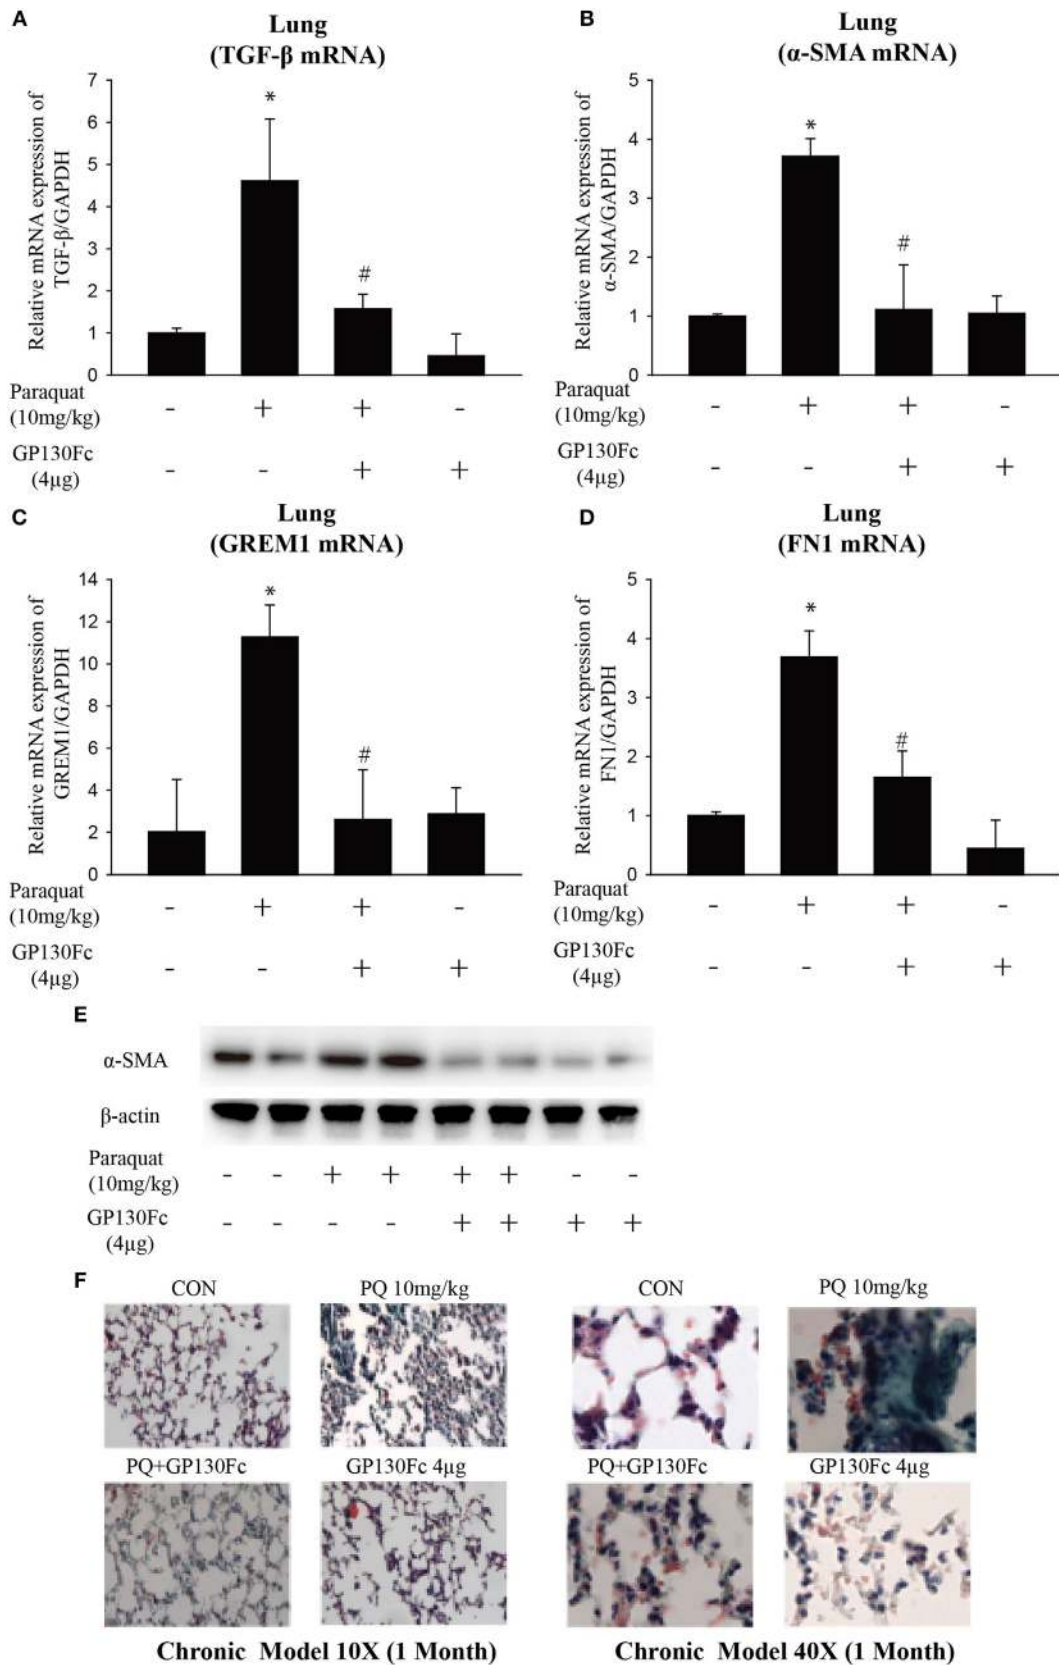 A
Lung
(TGF-β mRNA)
Relative mRNA expression of
TGF-β/GAPDH
7
6
5
4
3
2
1
0
*
#
Paraquat
(10mg/kg)
- + + -
GP130Fc
(4µg)
- - + +
B
Lung
(α-SMA mRNA)
Relative mRNA expression of
α-SMA/GAPDH
5
4
3
2
1
0
*
#
Paraquat
(10mg/kg)
- + + -
GP130Fc
(4µg)
- - + +
C
Lung
(GREM1 mRNA)
Relative mRNA expression of
GREM1/GAPDH
14
12
10
8
6
4
2
0
*
#
Paraquat
(10mg/kg)
- + + -
GP130Fc
(4µg)
- - + +
D
Lung
(FN1 mRNA)
Relative mRNA expression of
FN1/GAPDH
5
4
3
2
1
0
*
#
Paraquat
(10mg/kg)
- + + -
GP130Fc
(4µg)
- - + +
E
α-SMA
β-actin
Paraquat
(10mg/kg)
- - + + + + - -
GP130Fc
(4µg)
- - - - + + + +
F
CON PQ 10mg/kg
PQ+GP130Fc GP130Fc 4µg
Chronic Model 10X (1 Month)
CON PQ 10mg/kg
PQ+GP130Fc GP130Fc 4µg
Chronic Model 40X (1 Month)